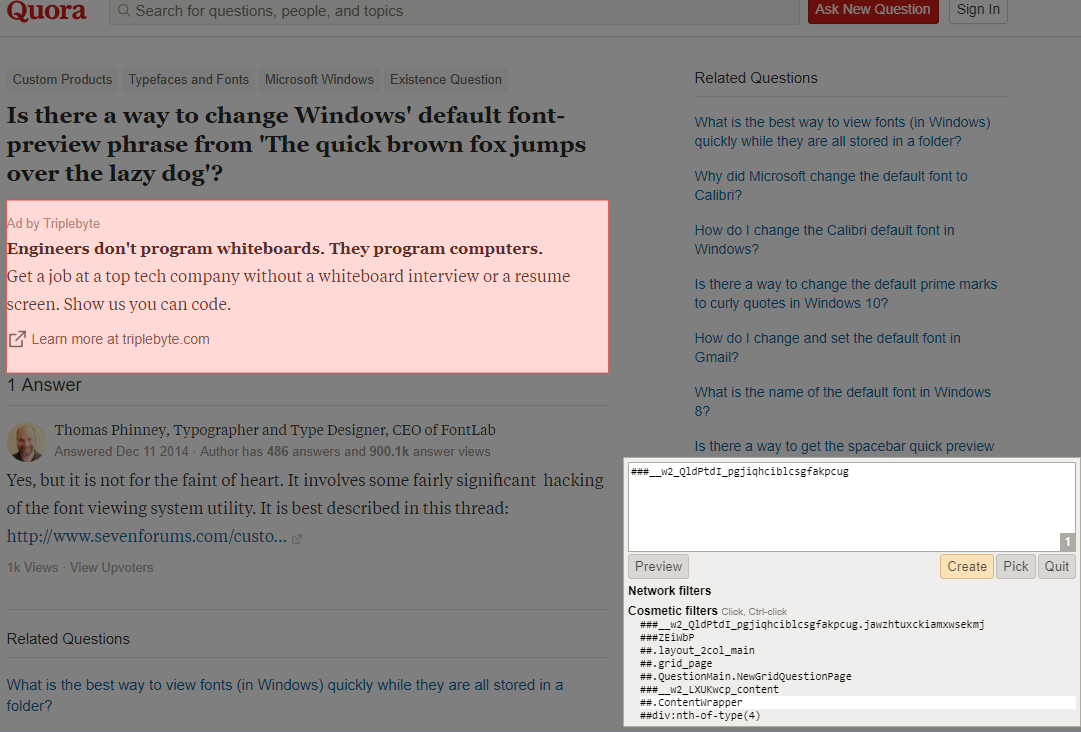 Quora
Search for questions, people, and topics
Ask New Question
Sign In
Custom Products
Typefaces and Fonts
Microsoft Windows
Existence Question
Is there a way to change Windows' default font-
preview phrase from 'The quick brown fox jumps
over the lazy dog'?
Ad by Triplebyte
Engineers don't program whiteboards. They program computers.
Get a job at a top tech company without a whiteboard interview or a resume
screen. Show us you can code.
Learn more at triplebyte.com
1 Answer
Thomas Phinney, Typographer and Type Designer, CEO of FontLab
Answered Dec 11 2014 · Author has 486 answers and 900.1k answer views
Yes, but it is not for the faint of heart. It involves some fairly significant  hacking
of the font viewing system utility. It is best described in this thread:
http://www.sevenforums.com/custo...
1k Views · View Upvoters
Related Questions
What is the best way to view fonts (in Windows) quickly while they are all stored in a
folder?
Related Questions
What is the best way to view fonts (in Windows)
quickly while they are all stored in a folder?
Why did Microsoft change the default font to
Calibri?
How do I change the Calibri default font in
Windows?
Is there a way to change the default prime marks
to curly quotes in Windows 10?
How do I change and set the default font in
Gmail?
What is the name of the default font in Windows
8?
Is there a way to get the spacebar quick preview
###__w2_QldPtdI_pgjiqhciblcsgfakpcug
1
Preview
Create
Pick
Quit
Network filters
Cosmetic filters Click, Ctrl-click
###__w2_QldPtdI_pgjiqhciblcsgfakpcug.jawzhtuxckiamxwsekmj
###ZEiWbP
##.layout_2col_main
##.grid_page
##.QuestionMain.NewGridQuestionPage
###__w2_LXUKwcp_content
##.ContentWrapper
##div:nth-of-type(4)